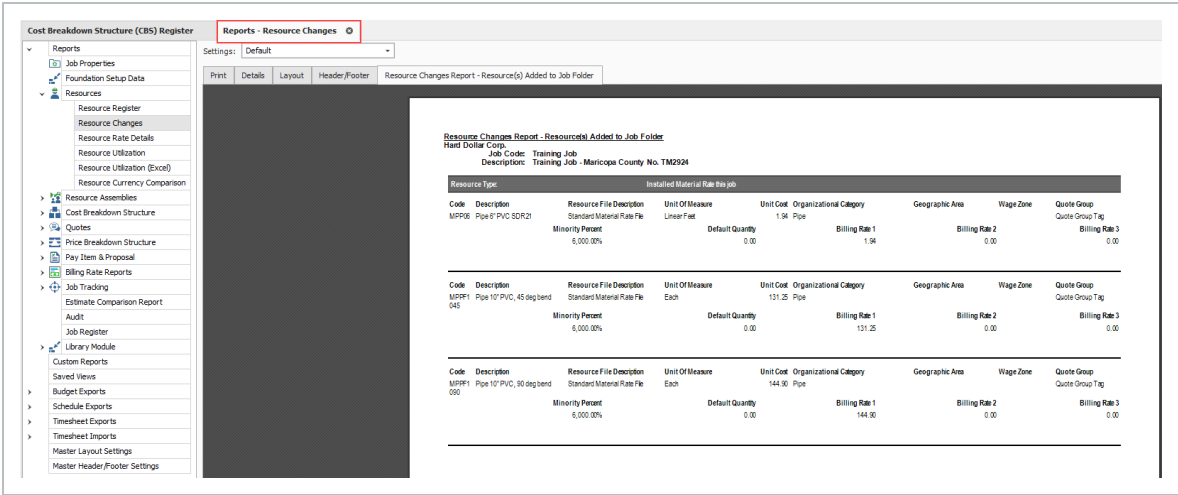 Cost Breakdown Structure (CBS) Register
Reports - Resource Changes
Reports
Job Properties
Foundation Setup Data
Resources
Resource Register
Resource Changes
Resource Rate Details
Resource Utilization
Resource Utilization (Excel)
Resource Currency Comparison
Resource Assemblies
Cost Breakdown Structure
Quotes
Price Breakdown Structure
Pay Item & Proposal
Billing Rate Reports
Job Tracking
Estimate Comparison Report
Audit
Job Register
Library Module
Custom Reports
Saved Views
Budget Exports
Schedule Exports
Timesheet Exports
Timesheet Imports
Master Layout Settings
Master Header/Footer Settings
Settings: Default
Print Details Layout Header/Footer Resource Changes Report - Resource(s) Added to Job Folder
Resource Changes Report - Resource(s) Added to Job Folder
Hard Dollar Corp.
Job Code: Training Job
Description: Training Job - Maricopa County No. TM2924
Resource Type: Installed Material Rate this job
Code Description Resource File Description Unit Of Measure Unit Cost Organizational Category Geographic Area Wage Zone Quote Group
MPP06 Pipe 6" PVC SDR21 Standard Material Rate File Linear Feet 1.94 Pipe Quote Group Tag
Minority Percent Default Quantity Billing Rate 1 Billing Rate 2 Billing Rate 3
6,000.00% 0.00 1.94 0.00 0.00
Code Description Resource File Description Unit Of Measure Unit Cost Organizational Category Geographic Area Wage Zone Quote Group
MPPF1 Pipe 10" PVC, 45 deg bend Standard Material Rate File Each 131.25 Pipe Quote Group Tag
045
Minority Percent Default Quantity Billing Rate 1 Billing Rate 2 Billing Rate 3
6,000.00% 0.00 131.25 0.00 0.00
Code Description Resource File Description Unit Of Measure Unit Cost Organizational Category Geographic Area Wage Zone Quote Group
MPPF1 Pipe 10" PVC, 90 deg bend Standard Material Rate File Each 144.90 Pipe Quote Group Tag
090
Minority Percent Default Quantity Billing Rate 1 Billing Rate 2 Billing Rate 3
6,000.00% 0.00 144.90 0.00 0.00